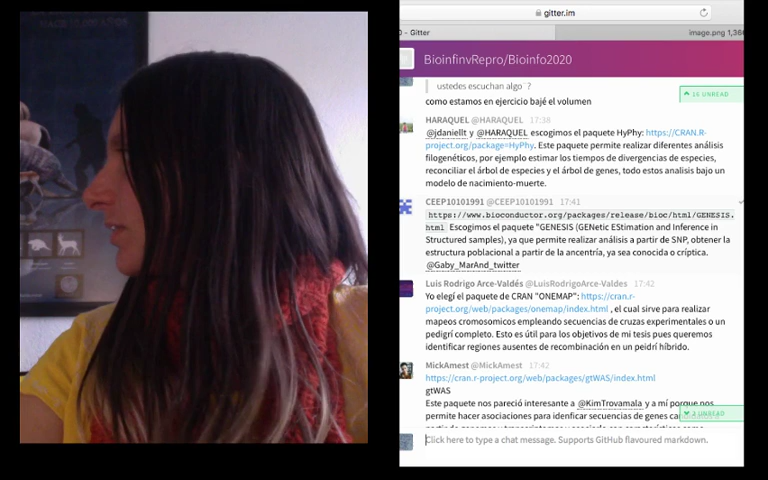 gitter.im
0 - Gitter
image.png 1,36
BioinfinvRepro/Bioinfo2020
ustedes escuchan algo ?
como estamos en ejercicio bajé el volumen
15 UNREAD
HARAQUEL @HARAQUEL 17:38
@jdaniellt y @HARAQUEL escogimos el paquete HyPhy: https://CRAN.R-
project.org/package=HyPhy. Este paquete permite realizar diferentes análisis
filogenéticos, por ejemplo estimar los tiempos de divergencias de especies,
reconciliar el árbol de especies y el árbol de genes, todo estos analisis bajo un
modelo de nacimiento-muerte.
CEEP10101991 @CEEP10101991 17:41
https://www.bioconductor.org/packages/release/bioc/html/GENESIS.
html Escogimos el paquete "GENESIS (GENetic EStimation and Inference in
Structured samples), ya que permite realizar análisis a partir de SNP, obtener la
estructura poblacional a partir de la ancentría, ya sea conocida o críptica.
@Gaby_MarAnd_twitter
Luis Rodrigo Arce-Valdés @LuisRodrigoArce-Valdes 17:42
Yo elegí el paquete de CRAN "ONEMAP": https://cran.r-
project.org/web/packages/onemap/index.html , el cual sirve para realizar
mapeos cromosomicos empleando secuencias de cruzas experimentales o un
pedigrí completo. Esto es útil para los objetivos de mi tesis pues queremos
identificar regiones ausentes de recombinación en un peidrí híbrido.
MickAmest @MickAmest 17:42
https://cran.r-project.org/web/packages/gtWAS/index.html
gtWAS
Este paquete nos pareció interesante a @KimTrovamala y a mí porque nos
permite hacer asociaciones para idenficar secuencias de genes
3 UNREAD
Click here to type a chat message. Supports GitHub flavoured markdown.